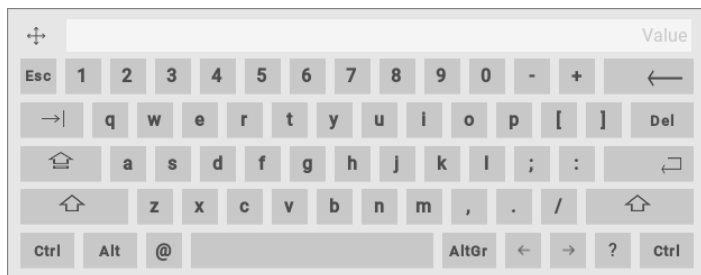 Value
Esc 1 2 3 4 5 6 7 8 9 0 - + ←
→| q w e r t y u i o p [ ] Del
a s d f g h j k l ; :
z x c v b n m , . /
Ctrl Alt @ AltGr ← → ? Ctrl